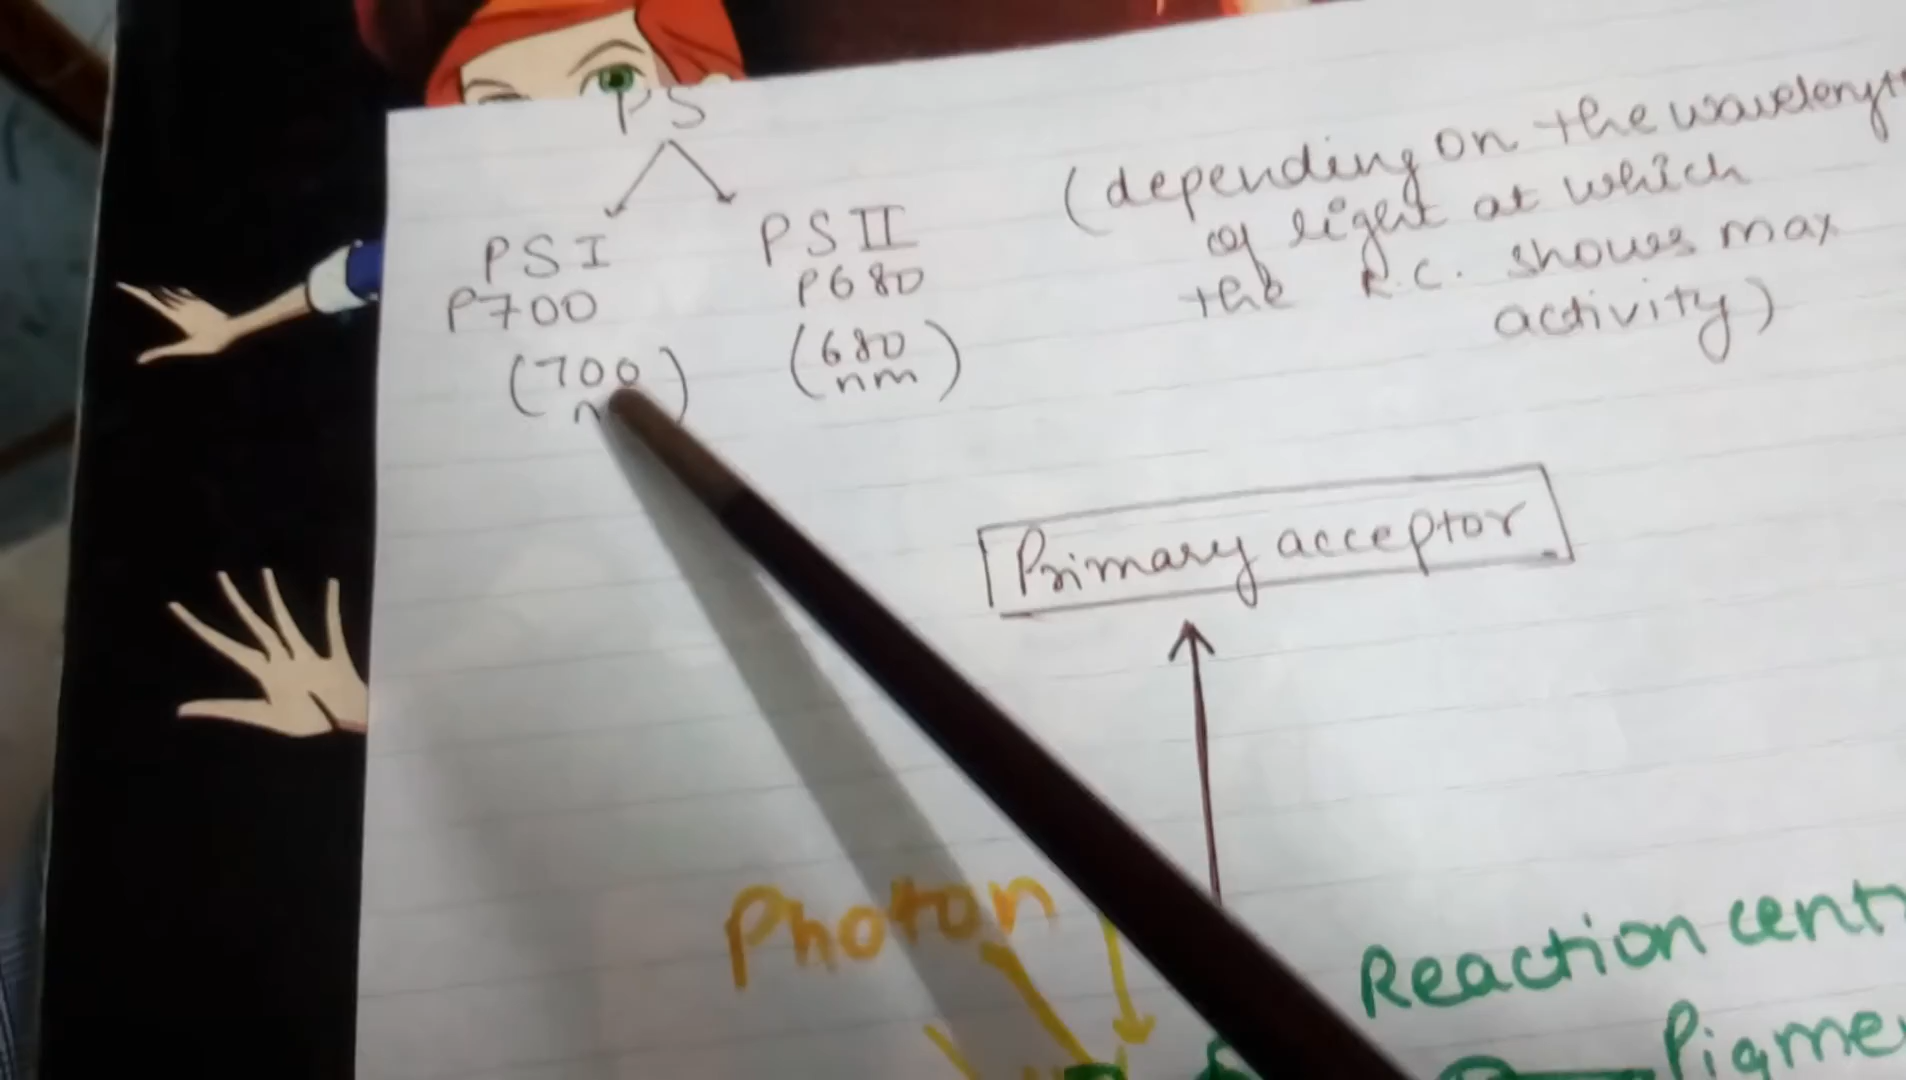 PS
PSI PSII
P700 P680
(700) (680 nm)
(depending on the wavelengt
of light at which
the R.C. shows max
activity)
Primary acceptor
Photon
Reaction cent
Pigme